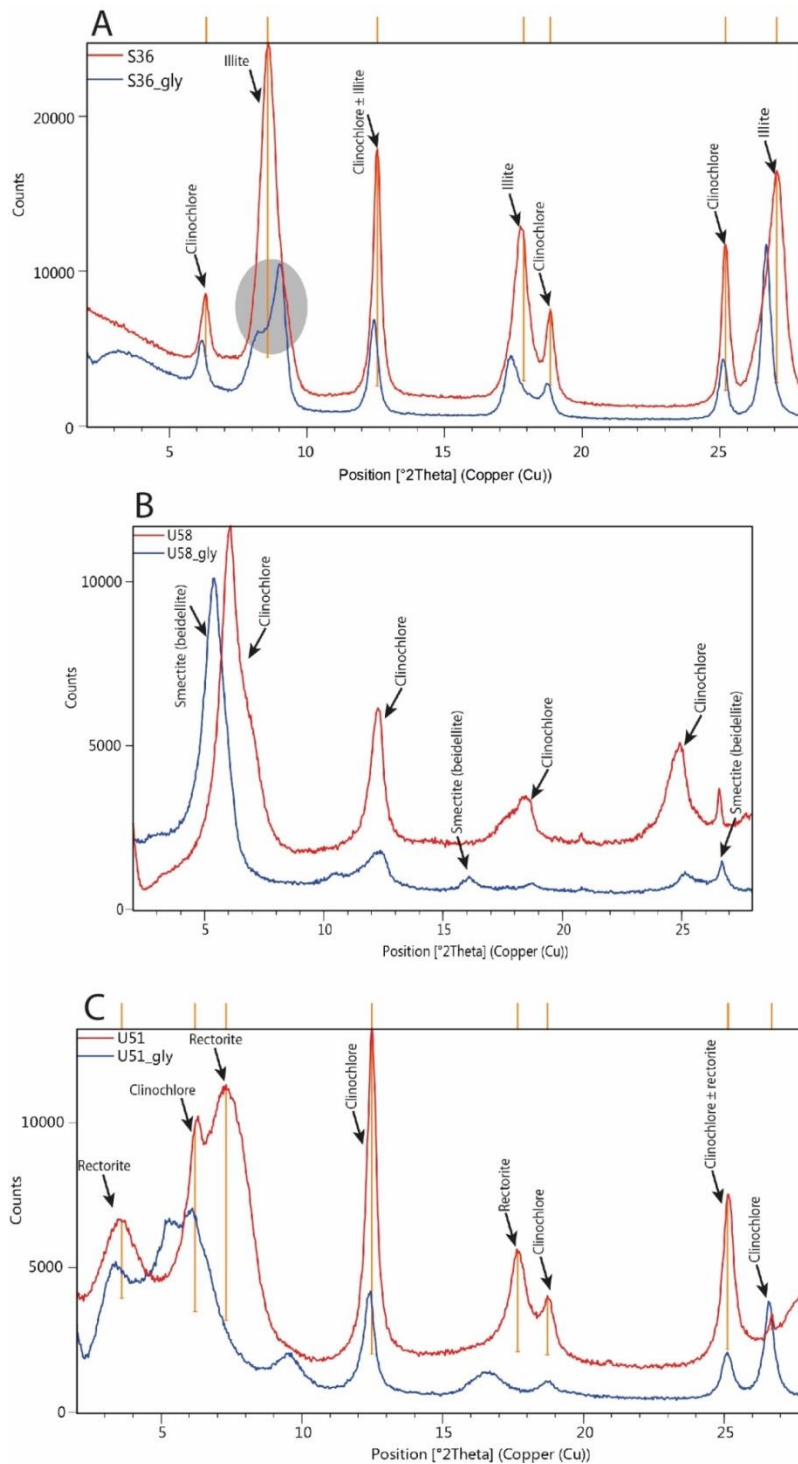 A
S36
S36_gly
Illite
Clinochlore ± Illite
Illite
Clinochlore
Clinochlore
Clinochlore
Illite
20000
10000
0
Counts
5
10
15
20
25
Position [°2Theta] (Copper (Cu))
B
U58
U58_gly
Smectite (beidellite)
Clinochlore
Clinochlore
Smectite (beidellite)
Clinochlore
Clinochlore
Smectite (beidellite)
10000
5000
0
Counts
5
10
15
20
25
Position [°2Theta] (Copper (Cu))
C
U51
U51_gly
Rectorite
Clinochlore
Rectorite
Clinochlore
Rectorite
Clinochlore
Clinochlore ± rectorite
Clinochlore
10000
5000
0
Counts
5
10
15
20
25
Position [°2Theta] (Copper (Cu))